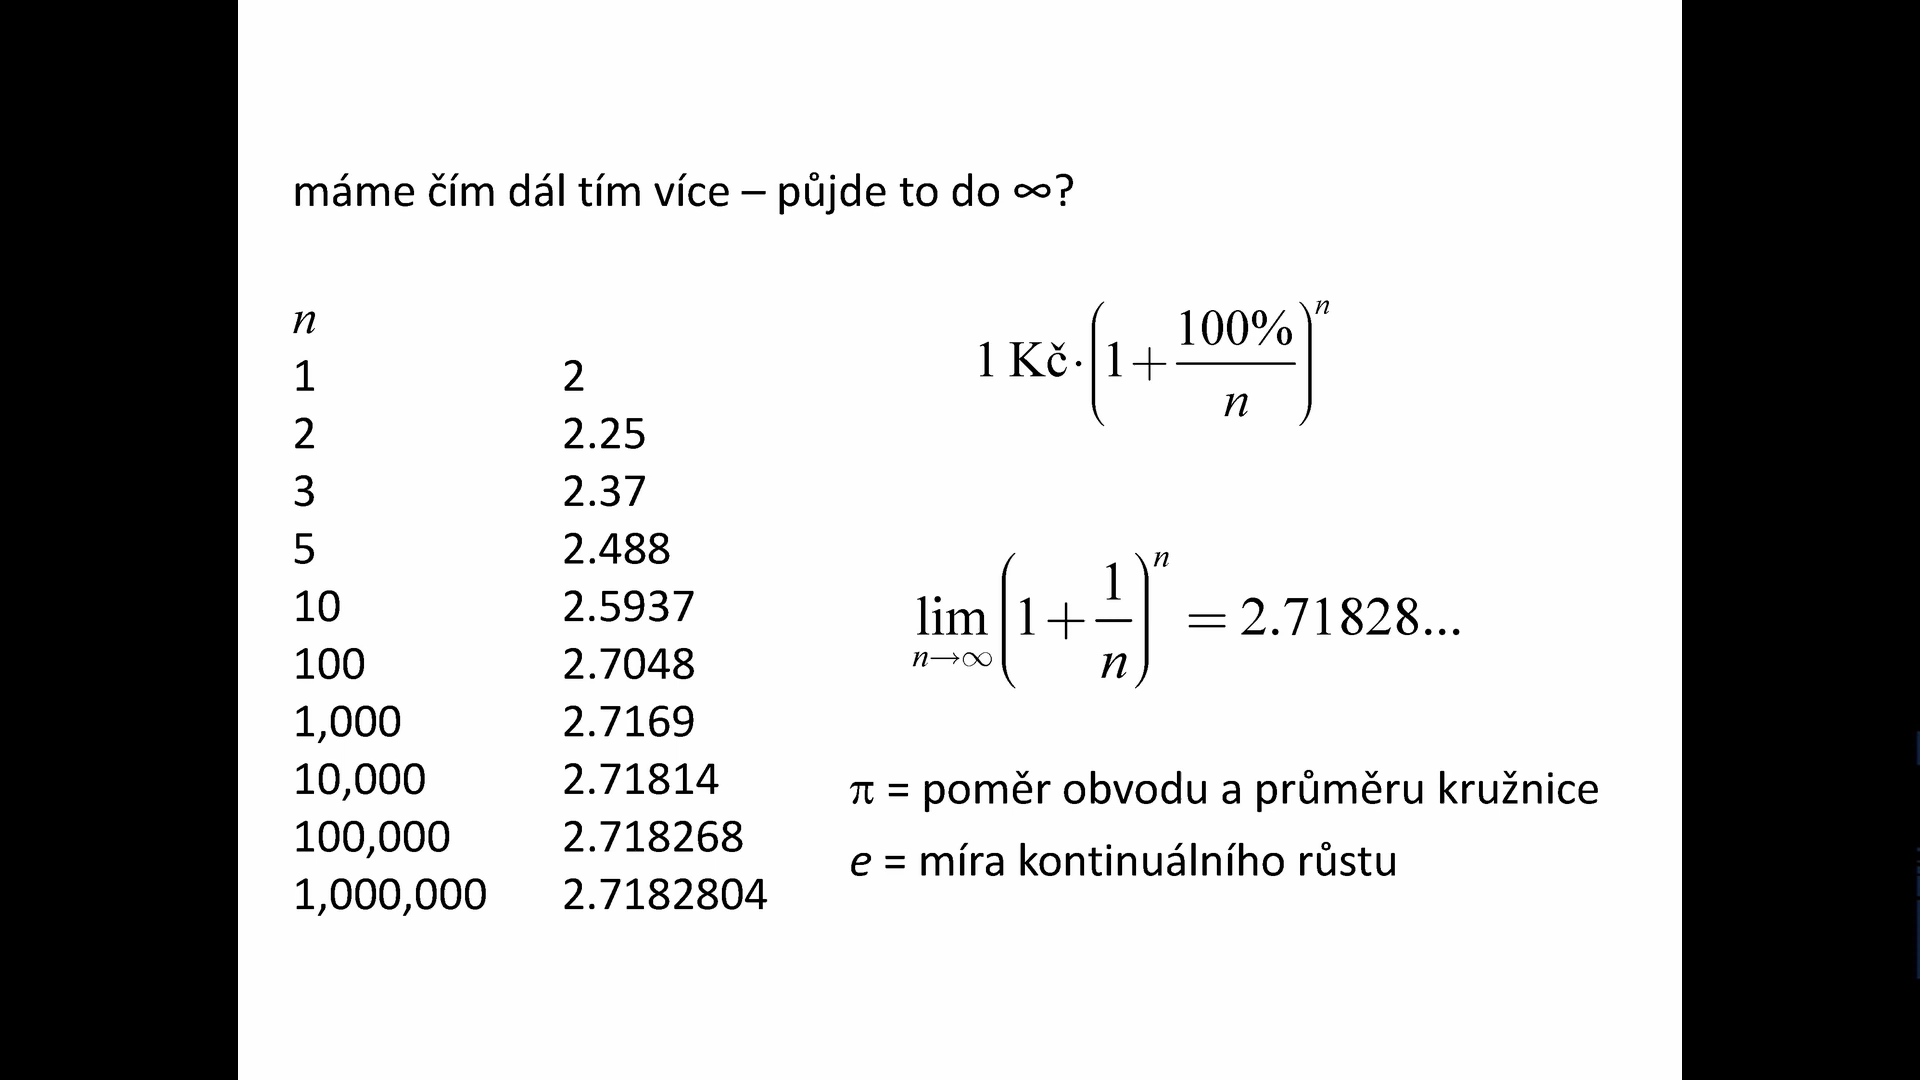 máme čím dál tím více – půjde to do ∞?
n
1 2
2 2.25
3 2.37
5 2.488
10 2.5937
100 2.7048
1,000 2.7169
10,000 2.71814
100,000 2.718268
1,000,000 2.7182804
1 Kč·(1+100%/n)^n
lim n→∞ (1+1/n)^n = 2.71828...
π = poměr obvodu a průměru kružnice
e = míra kontinuálního růstu